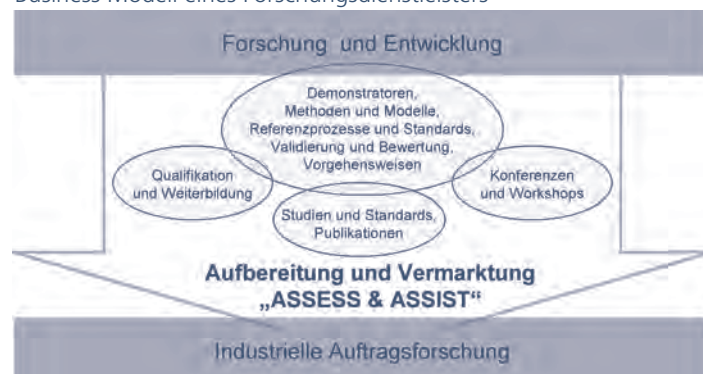 Business Modell eines Forschungsdienstleisters
Forschung und Entwicklung
Demonstratoren,
Methoden und Modelle,
Referenzprozesse und Standards,
Validierung und Bewertung,
Vorgehensweisen
Qualifikation
und Weiterbildung
Konferenzen
und Workshops
Studien und Standards,
Publikationen
Aufbereitung und Vermarktung
„ASSESS & ASSIST“
Industrielle Auftragsforschung